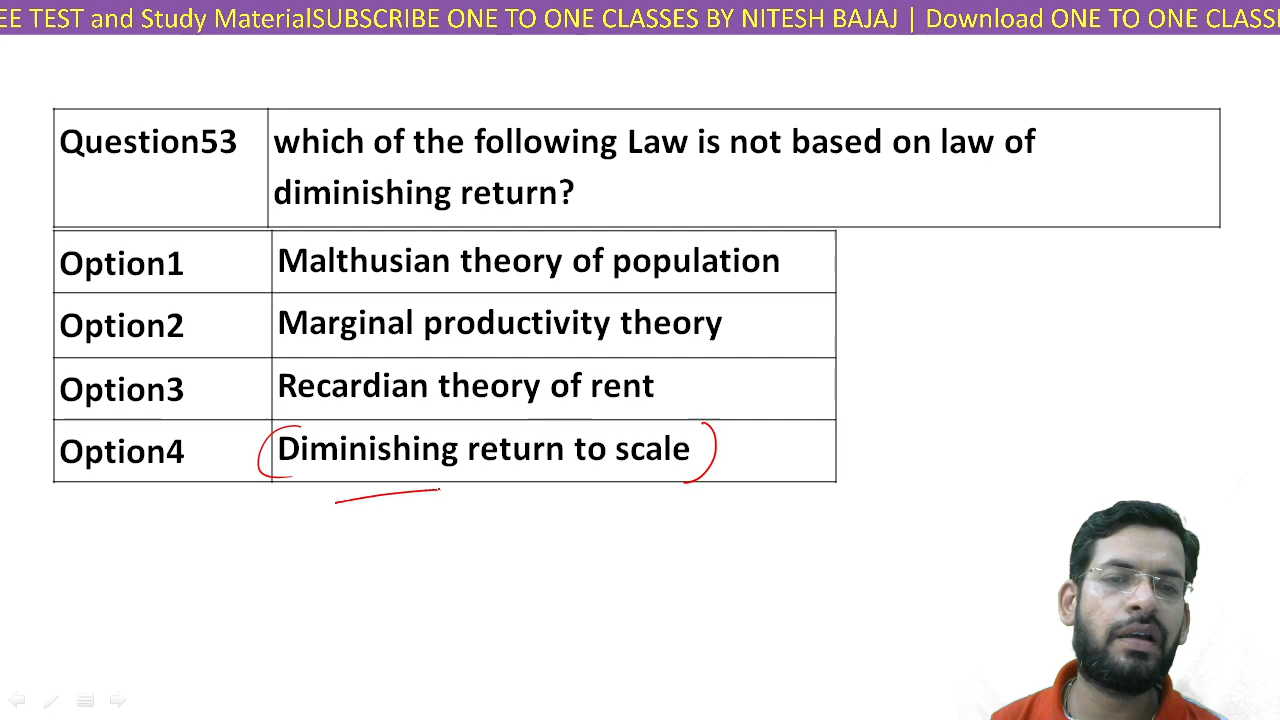 EE TEST and Study MaterialSUBSCRIBE ONE TO ONE CLASSES BY NITESH BAJAJ | Download ONE TO ONE CLASS
Question53 which of the following Law is not based on law of
diminishing return?
Option1 Malthusian theory of population
Option2 Marginal productivity theory
Option3 Recardian theory of rent
Option4 Diminishing return to scale